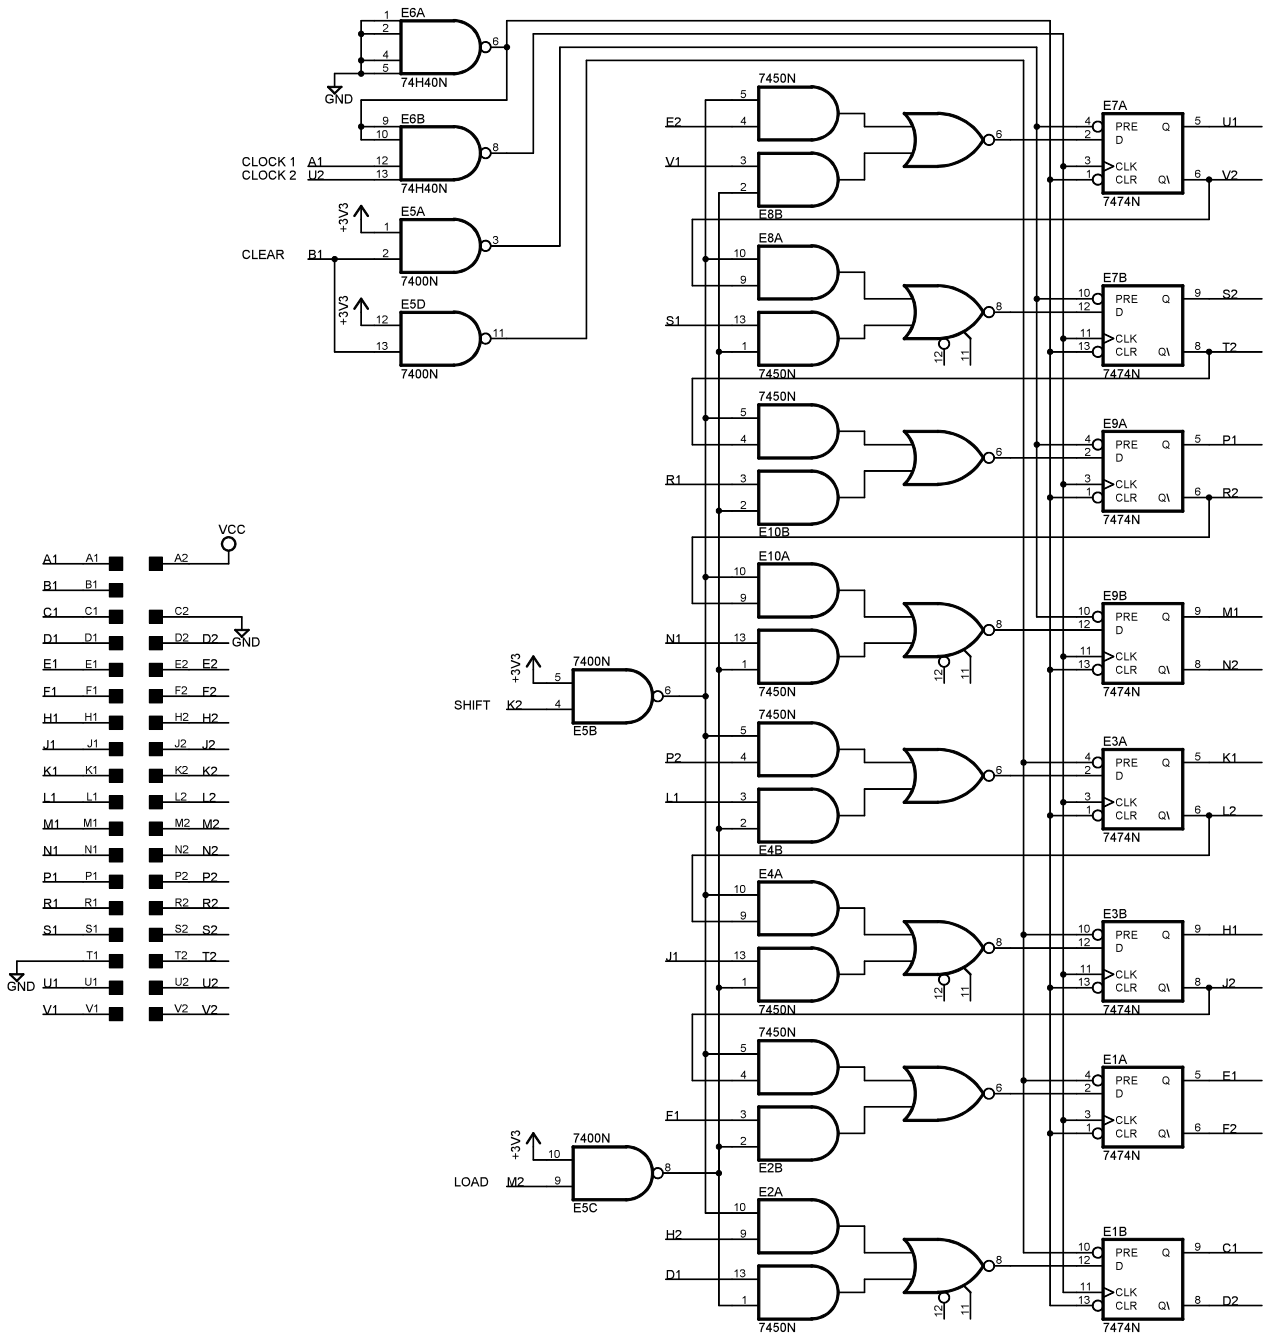 E6A
1
2
4
5
6
74H40N
GND
E6B
9
10
12
13
8
74H40N
CLOCK 1 A1
CLOCK 2 U2
+3V3
E5A
1
2
3
7400N
CLEAR B1
+3V3
E5D
12
13
11
7400N
7450N
5
E2 4
V1 3
2
6
E8B
E7A
4 PRE Q 5 U1
2 D
3 CLK
1 CLR Q\ 6 V2
7474N
E8A
10
9
S1 13
1
8
12
11
7450N
E7B
10 PRE Q 9 S2
12 D
11 CLK
13 CLR Q\ 8 T2
7474N
7450N
5
4
R1 3
2
6
E10B
E9A
4 PRE Q 5 P1
2 D
3 CLK
1 CLR Q\ 6 R2
7474N
E10A
10
9
N1 13
1
8
12
11
7450N
E9B
10 PRE Q 9 M1
12 D
11 CLK
13 CLR Q\ 8 N2
7474N
+3V3
7400N
5
SHIFT K2 4
6
E5B
7450N
5
P2 4
L1 3
2
6
E4B
E3A
4 PRE Q 5 K1
2 D
3 CLK
1 CLR Q\ 6 L2
7474N
E4A
10
9
J1 13
1
8
12
11
7450N
E3B
10 PRE Q 9 H1
12 D
11 CLK
13 CLR Q\ 8 J2
7474N
7450N
5
4
F1 3
2
6
E2B
E1A
4 PRE Q 5 E1
2 D
3 CLK
1 CLR Q\ 6 F2
7474N
+3V3
7400N
10
LOAD M2 9
8
E5C
E2A
10
H2 9
D1 13
1
8
12
11
7450N
E1B
10 PRE Q 9 C1
12 D
11 CLK
13 CLR Q\ 8 D2
7474N
VCC
A1 A1 A2
B1 B1
C1 C1 C2
GND
D1 D1 D2 D2
E1 E1 E2 E2
F1 F1 F2 F2
H1 H1 H2 H2
J1 J1 J2 J2
K1 K1 K2 K2
L1 L1 L2 L2
M1 M1 M2 M2
N1 N1 N2 N2
P1 P1 P2 P2
R1 R1 R2 R2
S1 S1 S2 S2
T1 T2 T2
GND
U1 U1 U2 U2
V1 V1 V2 V2